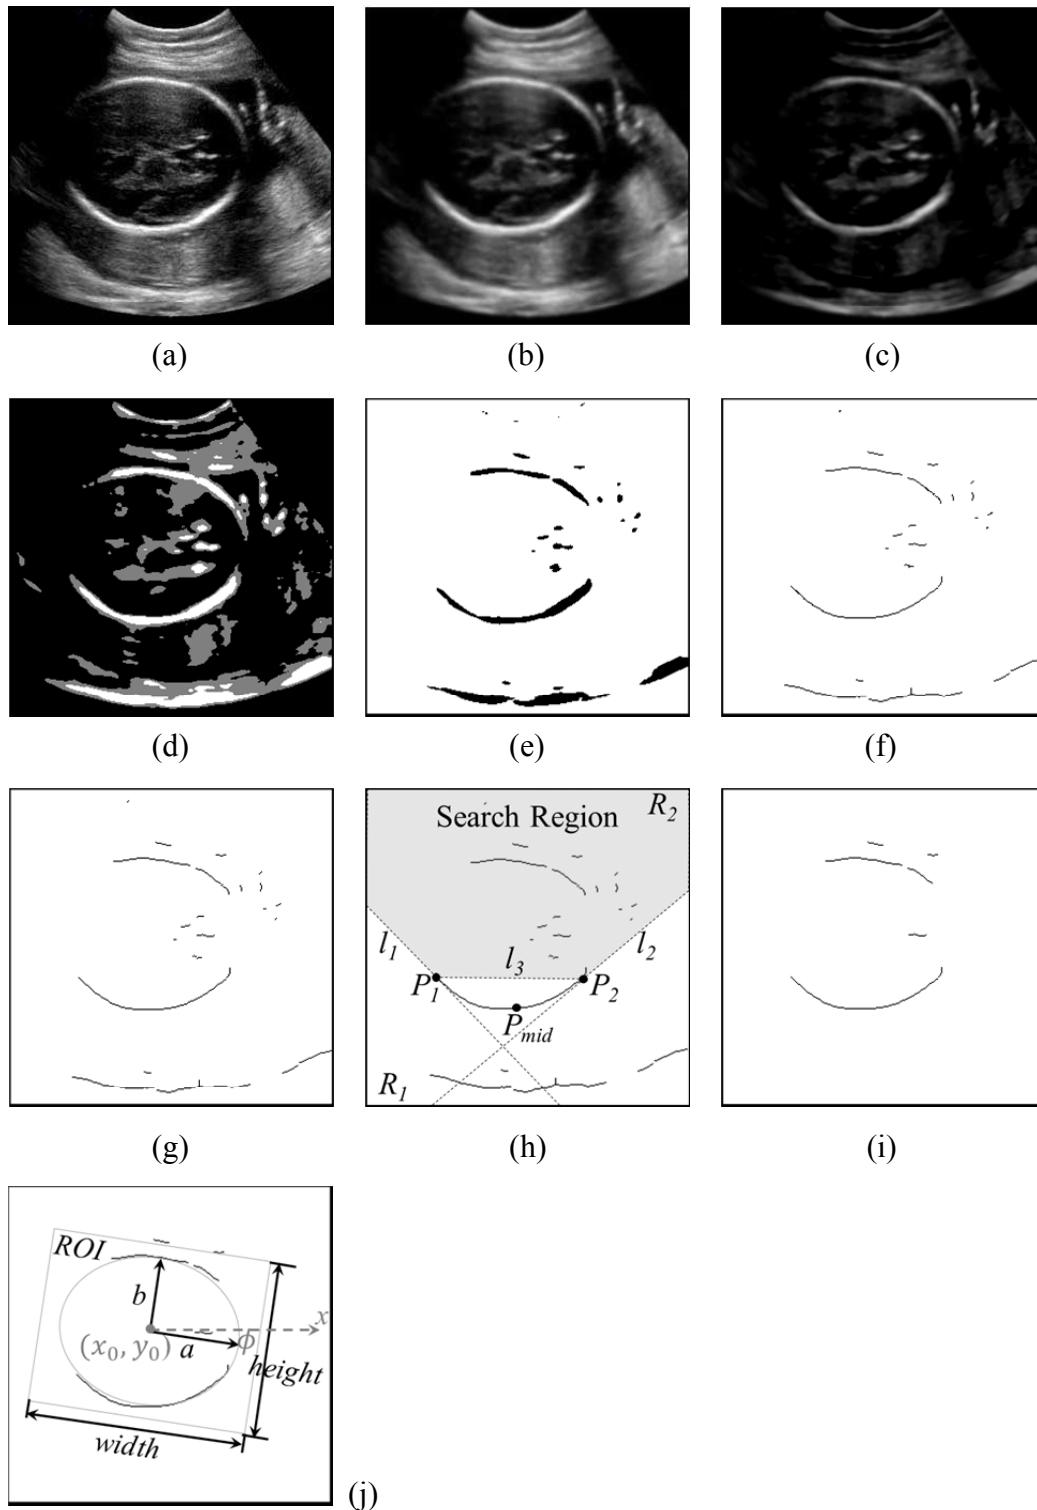 (a) (b) (c)
(d) (e) (f)
Search Region R2
l1 l3 l2
P1 P2
Pmid
R1
(g) (h) (i)
ROI
b
x
(x0, y0) a ϕ
height
width
(j)